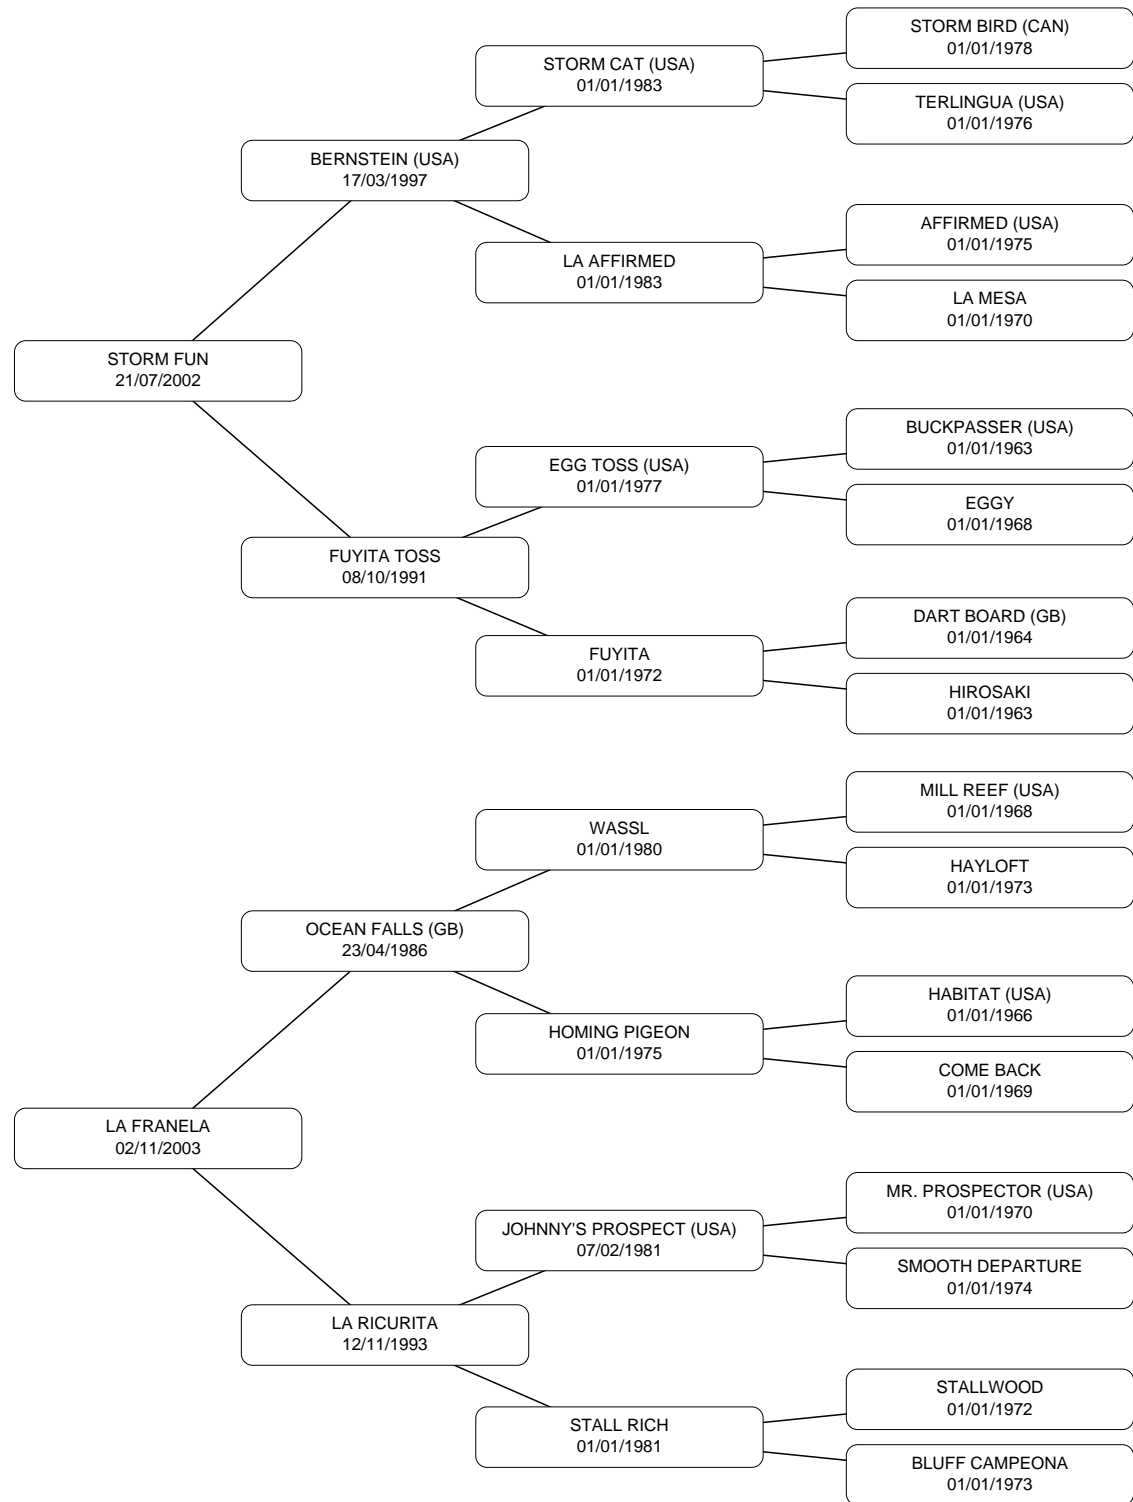 STORM BIRD (CAN)
01/01/1978
STORM CAT (USA)
01/01/1983
TERLINGUA (USA)
01/01/1976
BERNSTEIN (USA)
17/03/1997
AFFIRMED (USA)
01/01/1975
LA AFFIRMED
01/01/1983
LA MESA
01/01/1970
STORM FUN
21/07/2002
BUCKPASSER (USA)
01/01/1963
EGG TOSS (USA)
01/01/1977
EGGY
01/01/1968
FUYITA TOSS
08/10/1991
DART BOARD (GB)
01/01/1964
FUYITA
01/01/1972
HIROSAKI
01/01/1963
MILL REEF (USA)
01/01/1968
WASSL
01/01/1980
HAYLOFT
01/01/1973
OCEAN FALLS (GB)
23/04/1986
HABITAT (USA)
01/01/1966
HOMING PIGEON
01/01/1975
COME BACK
01/01/1969
LA FRANELA
02/11/2003
MR. PROSPECTOR (USA)
01/01/1970
JOHNNY'S PROSPECT (USA)
07/02/1981
SMOOTH DEPARTURE
01/01/1974
LA RICURITA
12/11/1993
STALLWOOD
01/01/1972
STALL RICH
01/01/1981
BLUFF CAMPEONA
01/01/1973